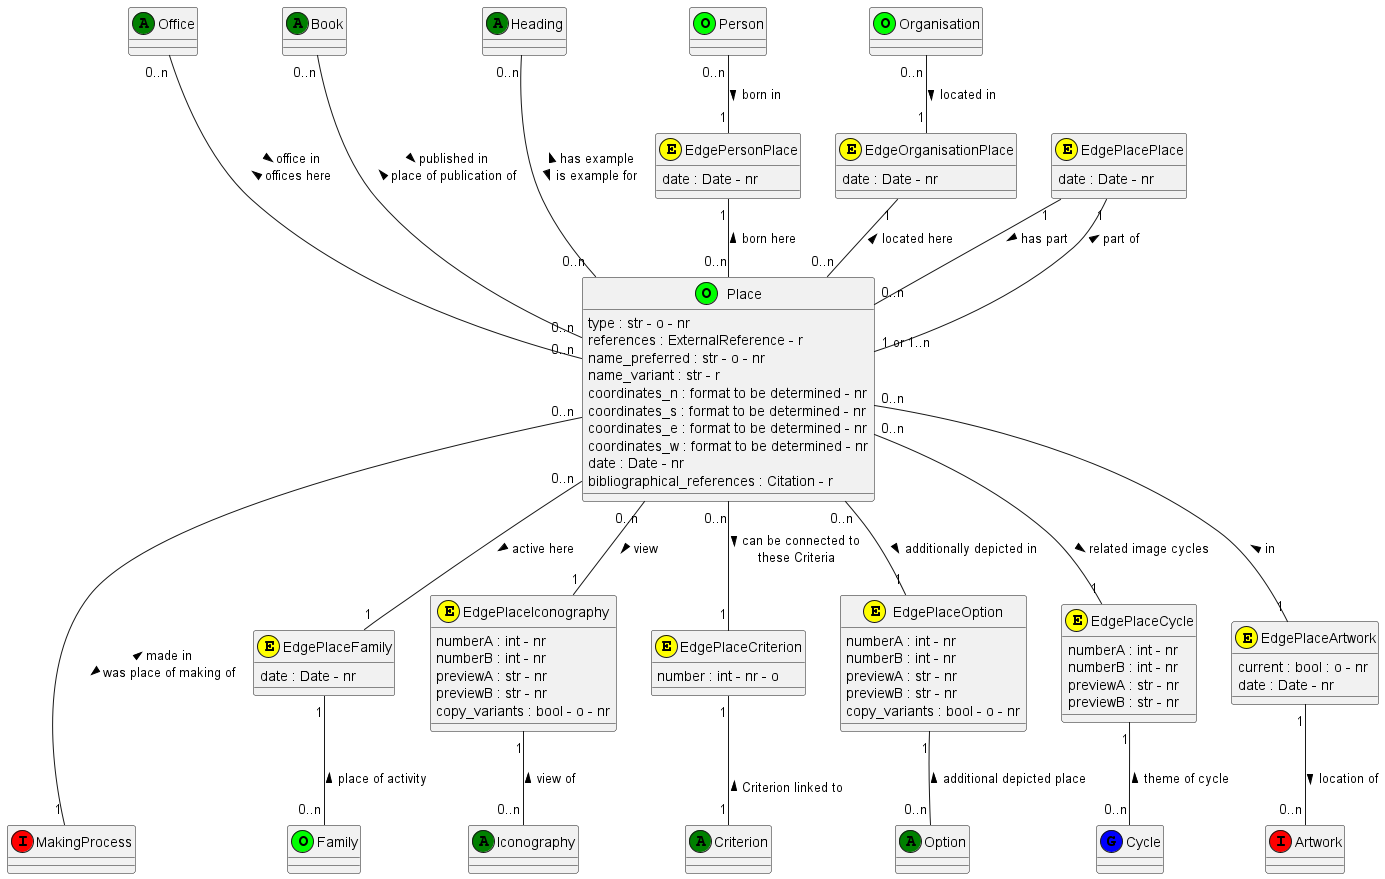 A Office
A Book
A Heading
O Person
O Organisation
0..n
0..n
0..n
0..n
0..n
born in
located in
1
1
E EdgePersonPlace
date : Date - nr
E EdgeOrganisationPlace
date : Date - nr
E EdgePlacePlace
date : Date - nr
office in
offices here
published in
place of publication of
has example
is example for
1
1
1
1
born here
located here
has part
part of
0..n
0..n
0..n
0..n
0..n
0..n
1 or 1..n
O Place
type : str - o - nr
references : ExternalReference - r
name_preferred : str - o - nr
name_variant : str - r
coordinates_n : format to be determined - nr
coordinates_s : format to be determined - nr
coordinates_e : format to be determined - nr
coordinates_w : format to be determined - nr
date : Date - nr
bibliographical_references : Citation - r
0..n
0..n
0..n
0..n
0..n
0..n
0..n
active here
view
can be connected to
these Criteria
additionally depicted in
related image cycles
in
1
1
1
1
1
1
made in
was place of making of
E EdgePlaceFamily
date : Date - nr
E EdgePlaceIconography
numberA : int - nr
numberB : int - nr
previewA : str - nr
previewB : str - nr
copy_variants : bool - o - nr
E EdgePlaceCriterion
number : int - nr - o
E EdgePlaceOption
numberA : int - nr
numberB : int - nr
previewA : str - nr
previewB : str - nr
copy_variants : bool - o - nr
E EdgePlaceCycle
numberA : int - nr
numberB : int - nr
previewA : str - nr
previewB : str - nr
E EdgePlaceArtwork
current : bool : o - nr
date : Date - nr
1
1
1
1
1
1
place of activity
view of
Criterion linked to
additional depicted place
theme of cycle
location of
1
0..n
0..n
1
0..n
0..n
0..n
I MakingProcess
O Family
A Iconography
A Criterion
A Option
G Cycle
I Artwork